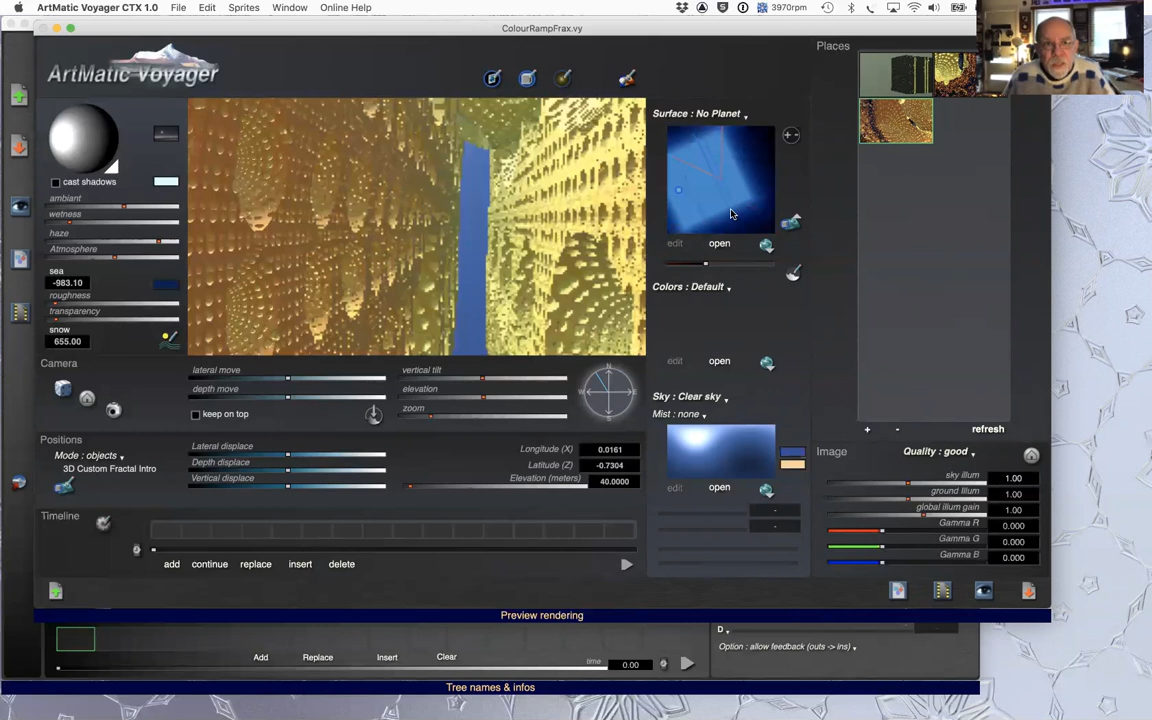 ArtMatic Voyager CTX 1.0 File Edit Sprites Window Online Help 3970rpm
ColourRampFrax.vy
ArtMatic Voyager
Places
Surface : No Planet
cast shadows
ambiant
wetness
haze
Atmosphere
sea
-983.10
roughness
transparency
snow
655.00
edit open
Colors : Default
edit open
Camera
lateral move
depth move
keep on top
vertical tilt
elevation
zoom
N
W
E
S
Sky : Clear sky
Mist : none
edit open
+ - refresh
Positions
Mode : objects
3D Custom Fractal Intro
Lateral displace
Depth displace
Vertical displace
Longitude (X) 0.0161
Latitude (Z) -0.7304
Elevation (meters) 40.0000
Image Quality : good
sky illum 1.00
ground illum 1.00
global illum gain 1.00
Gamma R 0.000
Gamma G 0.000
Gamma B 0.000
-
-
Timeline
add continue replace insert delete
Preview rendering
Add Replace Insert Clear time 0.00
D
Option : allow feedback (outs -> ins)
Tree names & infos